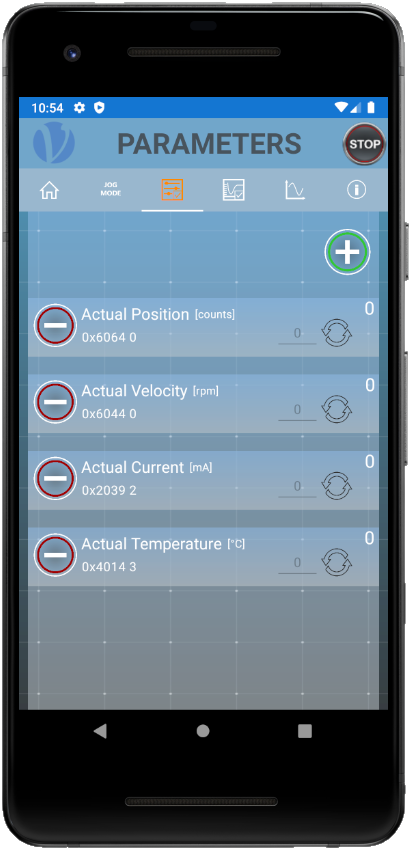 10:54
PARAMETERS
STOP
JOG
MODE
Actual Position [counts]
0
0x6064 0
0
Actual Velocity [rpm]
0
0x6044 0
0
Actual Current [mA]
0
0x2039 2
0
Actual Temperature [°C]
0
0x4014 3
0